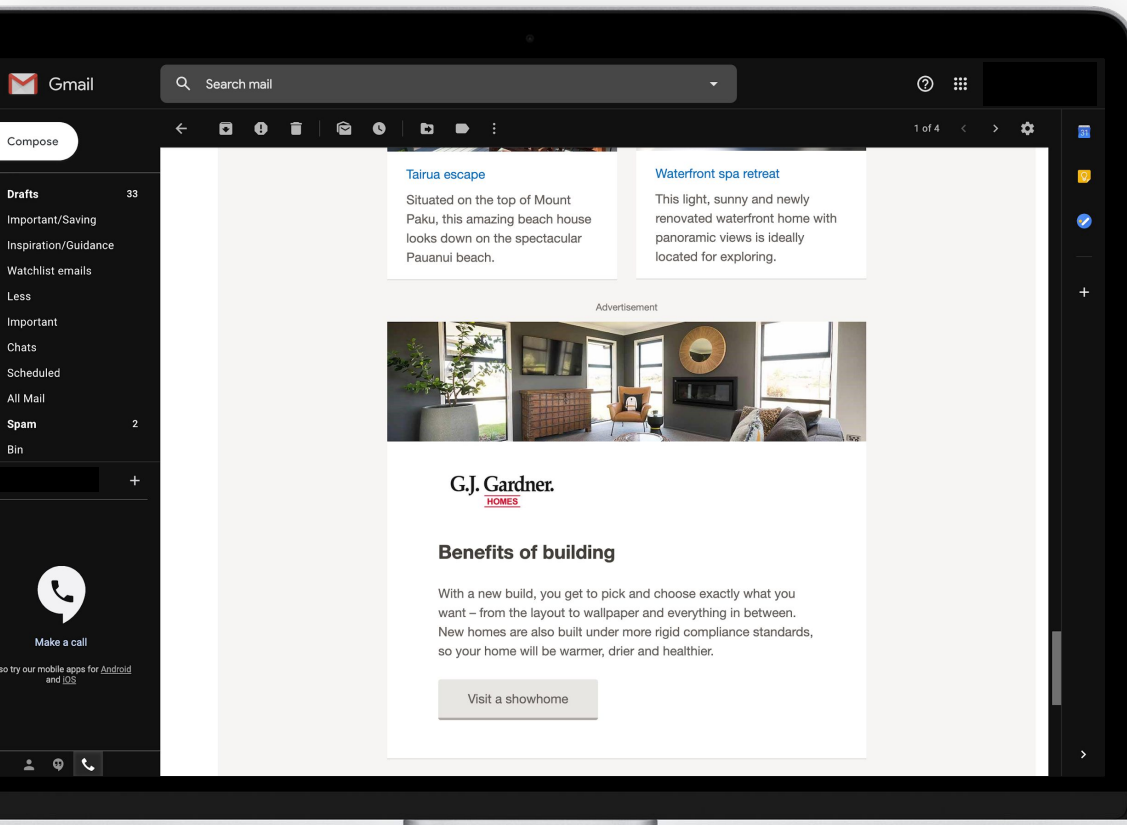 Gmail
Search mail
Compose
1 of 4
31
Drafts 33
Important/Saving
Inspiration/Guidance
Watchlist emails
Less
Important
Chats
Scheduled
All Mail
Spam 2
Bin
+
Make a call
so try our mobile apps for Android
and iOS
Tairua escape
Situated on the top of Mount
Paku, this amazing beach house
looks down on the spectacular
Pauanui beach.
Waterfront spa retreat
This light, sunny and newly
renovated waterfront home with
panoramic views is ideally
located for exploring.
Advertisement
G.J. Gardner.
HOMES
Benefits of building
With a new build, you get to pick and choose exactly what you
want – from the layout to wallpaper and everything in between.
New homes are also built under more rigid compliance standards,
so your home will be warmer, drier and healthier.
Visit a showhome